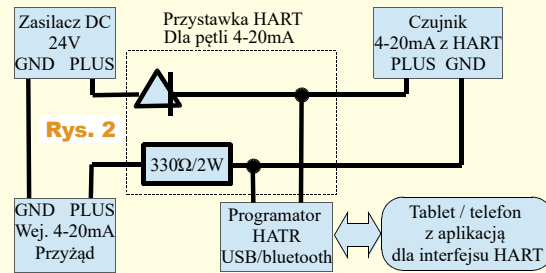 Zasilacz DC
24V
GND PLUS
Przystawka HART
Dla pętli 4-20mA
Czujnik
4-20mA z HART
PLUS GND
Rys. 2
330Ω/2W
GND PLUS
Wej. 4-20mA
Przyżąd
Programator
HATR
USB/bluetooth
Tablet / telefon
z aplikacją
dla interfejsu HART